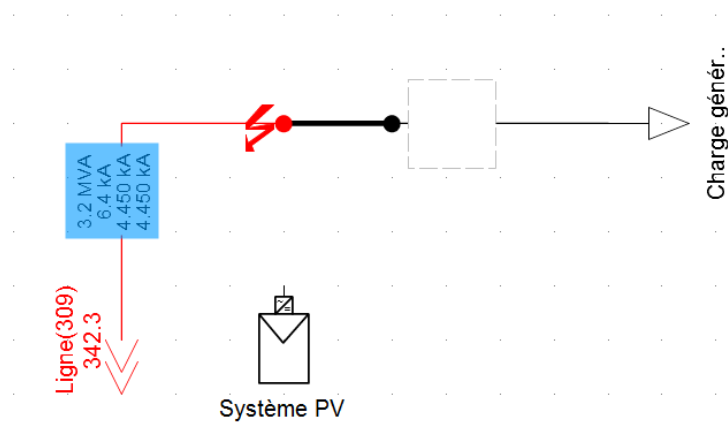 Charge génér..
3.2 MVA
6.4 kA
4.450 kA
4.450 kA
Ligne(309)
342.3
Système PV